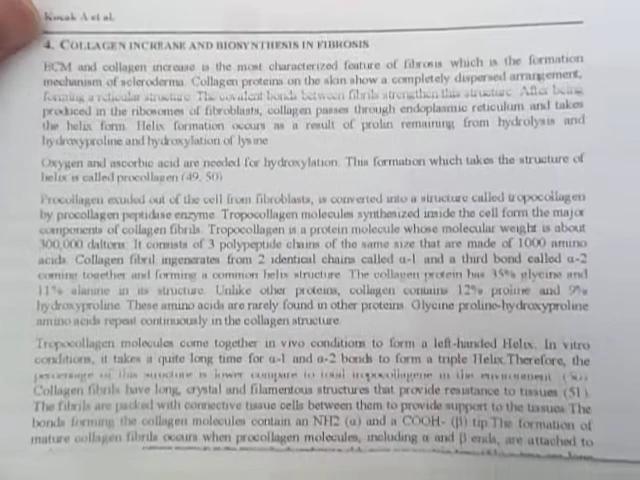 Kocak A et al.
4. COLLAGEN INCREASE AND BIOSYNTHESIS IN FIBROSIS
ECM and collagen increase is the most characterized feature of fibrosis which is the formation
mechanism of scleroderma. Collagen proteins on the skin show a completely dispersed arrangement,
forming a reticular structure. The covalent bonds between fibrils strengthen this structure. After being
produced in the ribosomes of fibroblasts, collagen passes through endoplasmic reticulum and takes
the helix form. Helix formation occurs as a result of prolin remaining from hydrolysis and
hydroxyproline and hydroxylation of lysine
Oxygen and ascorbic acid are needed for hydroxylation. This formation which takes the structure of
helix is called procollagen (49, 50)
Procollagen exuded out of the cell from fibroblasts, is converted into a structure called tropocollagen
by procollagen peptidase enzyme. Tropocollagen molecules synthesized inside the cell form the major
components of collagen fibrils. Tropocollagen is a protein molecule whose molecular weight is about
300,000 daltons. It consists of 3 polypeptide chains of the same size that are made of 1000 amino
acids. Collagen fibril ingenerates from 2 identical chains called α-1 and a third bond called α-2
coming together and forming a common helix structure. The collagen protein has 35% glycine and
11% alanine in its structure. Unlike other proteins, collagen contains 12% proline and 9%
hydroxyproline. These amino acids are rarely found in other proteins. Glycine proline-hydroxyproline
amino acids repeat continuously in the collagen structure.
Tropocollagen molecules come together in vivo conditions to form a left-handed Helix. In vitro
conditions, it takes a quite long time for α-1 and α-2 bonds to form a triple Helix.Therefore, the
percentage of this structure is lower compare to total tropocollagene in the environment
Collagen fibrils have long, crystal and filamentous structures that provide resistance to tissues (51).
The fibrils are packed with connective tissue cells between them to provide support to the tissues The
bonds forming the collagen molecules contain an NH2 (α) and a COOH- (β) tip.The formation of
mature collagen fibrils occurs when procollagen molecules, including α and β ends, are attached to